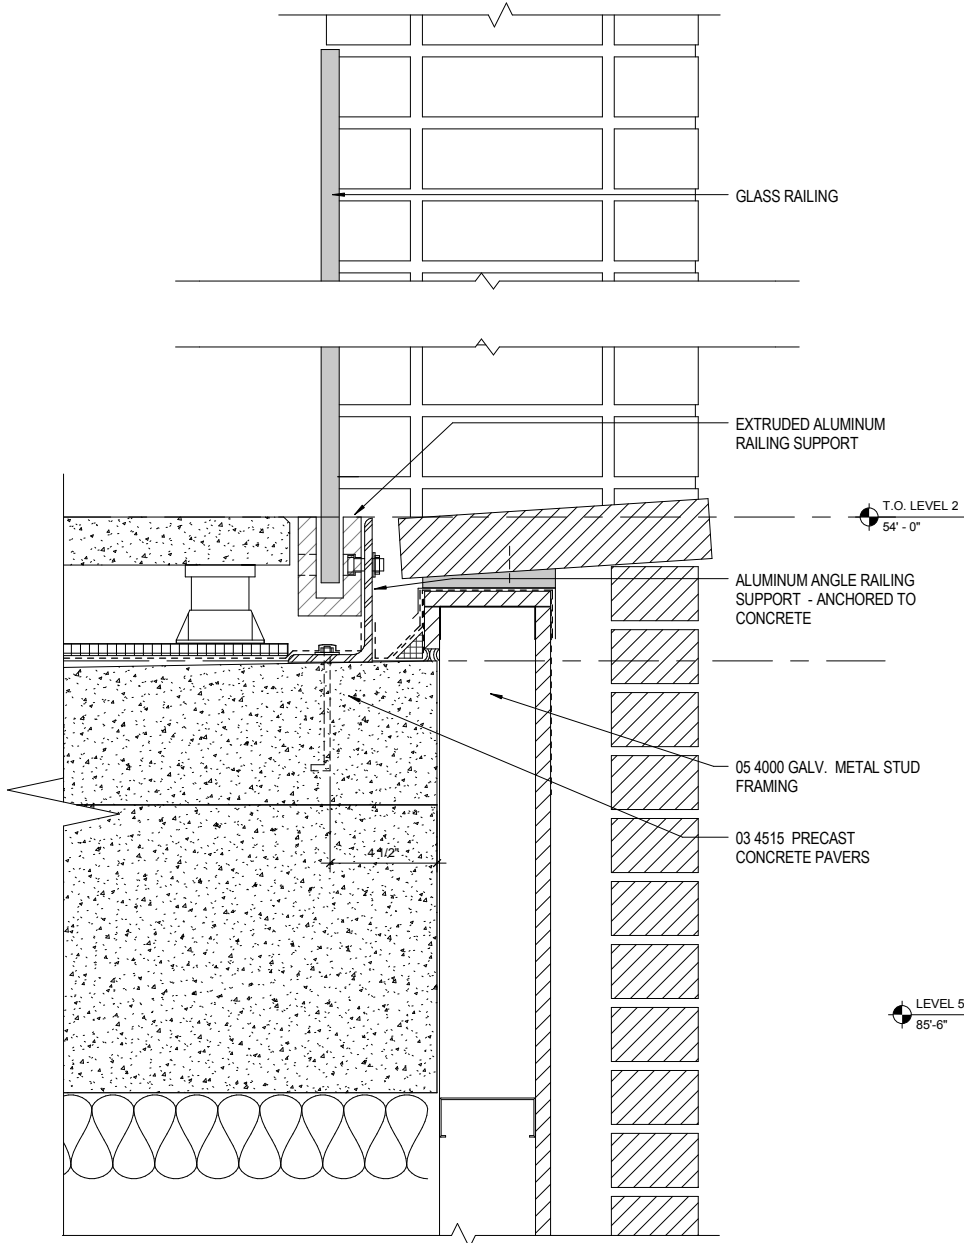 GLASS RAILING
EXTRUDED ALUMINUM
RAILING SUPPORT
T.O. LEVEL 2
54' - 0"
ALUMINUM ANGLE RAILING
SUPPORT - ANCHORED TO
CONCRETE
05 4000 GALV. METAL STUD
FRAMING
03 4515 PRECAST
CONCRETE PAVERS
4 1/2"
LEVEL 5
85'-6"